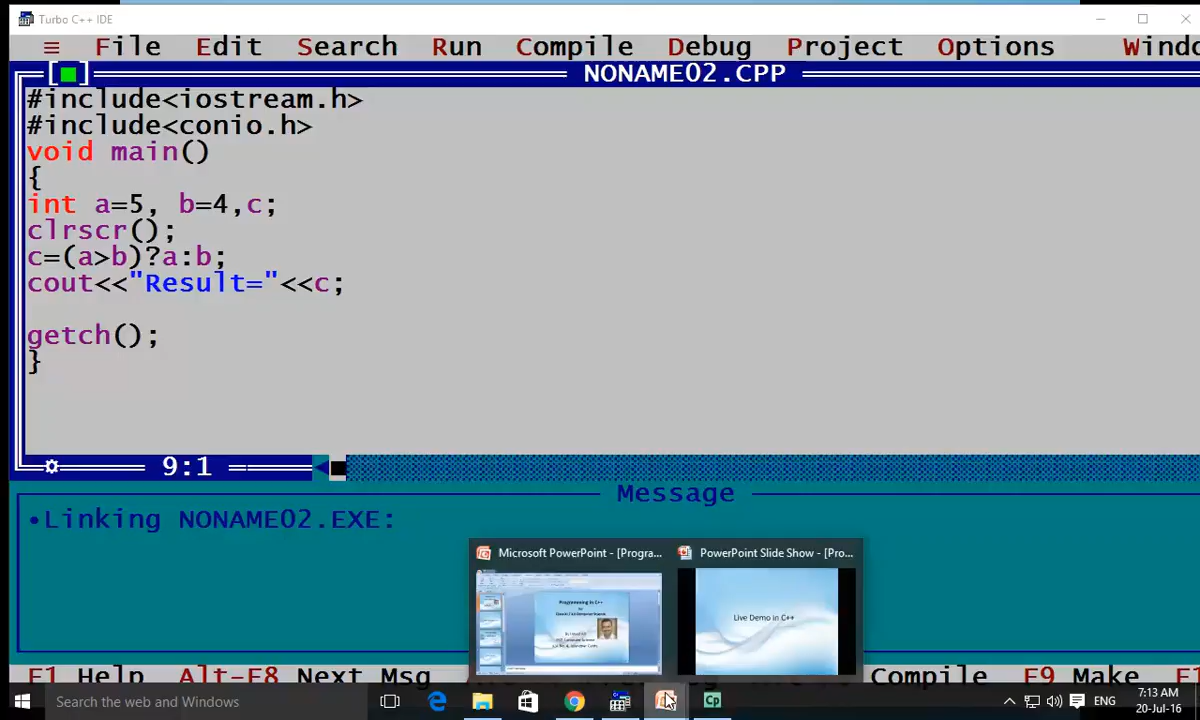 Turbo C++ IDE
≡ File Edit Search Run Compile Debug Project Options Windo
[■] NONAME02.CPP
#include<iostream.h>
#include<conio.h>
void main()
{
int a=5, b=4,c;
clrscr();
c=(a>b)?a:b;
cout<<"Result="<<c;
getch();
}
9:1
Message
•Linking NONAME02.EXE:
Microsoft PowerPoint - [Progra... PowerPoint Slide Show - [Pro...
Programming in C++
Live Demo in C++
F1 Help Alt-F8 Next Msg Compile F9 Make F1
Search the web and Windows
Cp
ENG
7:13 AM
20-Jul-16